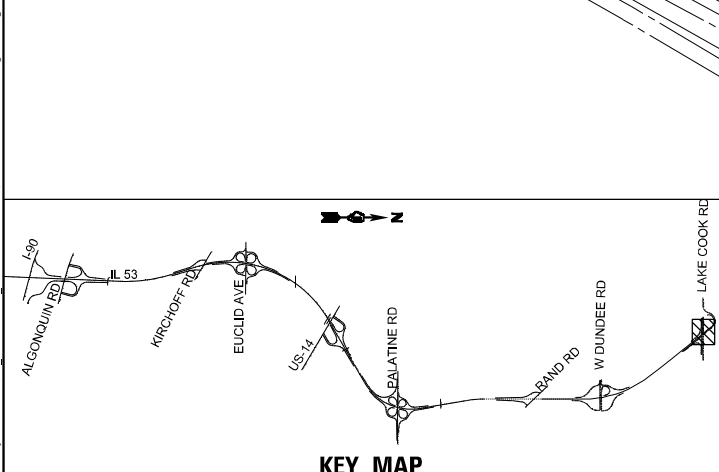 N
I-90
ALGONQUIN RD
IL 53
KIRCHOFF RD
EUCLID AVE
US-14
PALATINE RD
RAND RD
W DUNDEE RD
LAKE COOK RD
KEY MAP